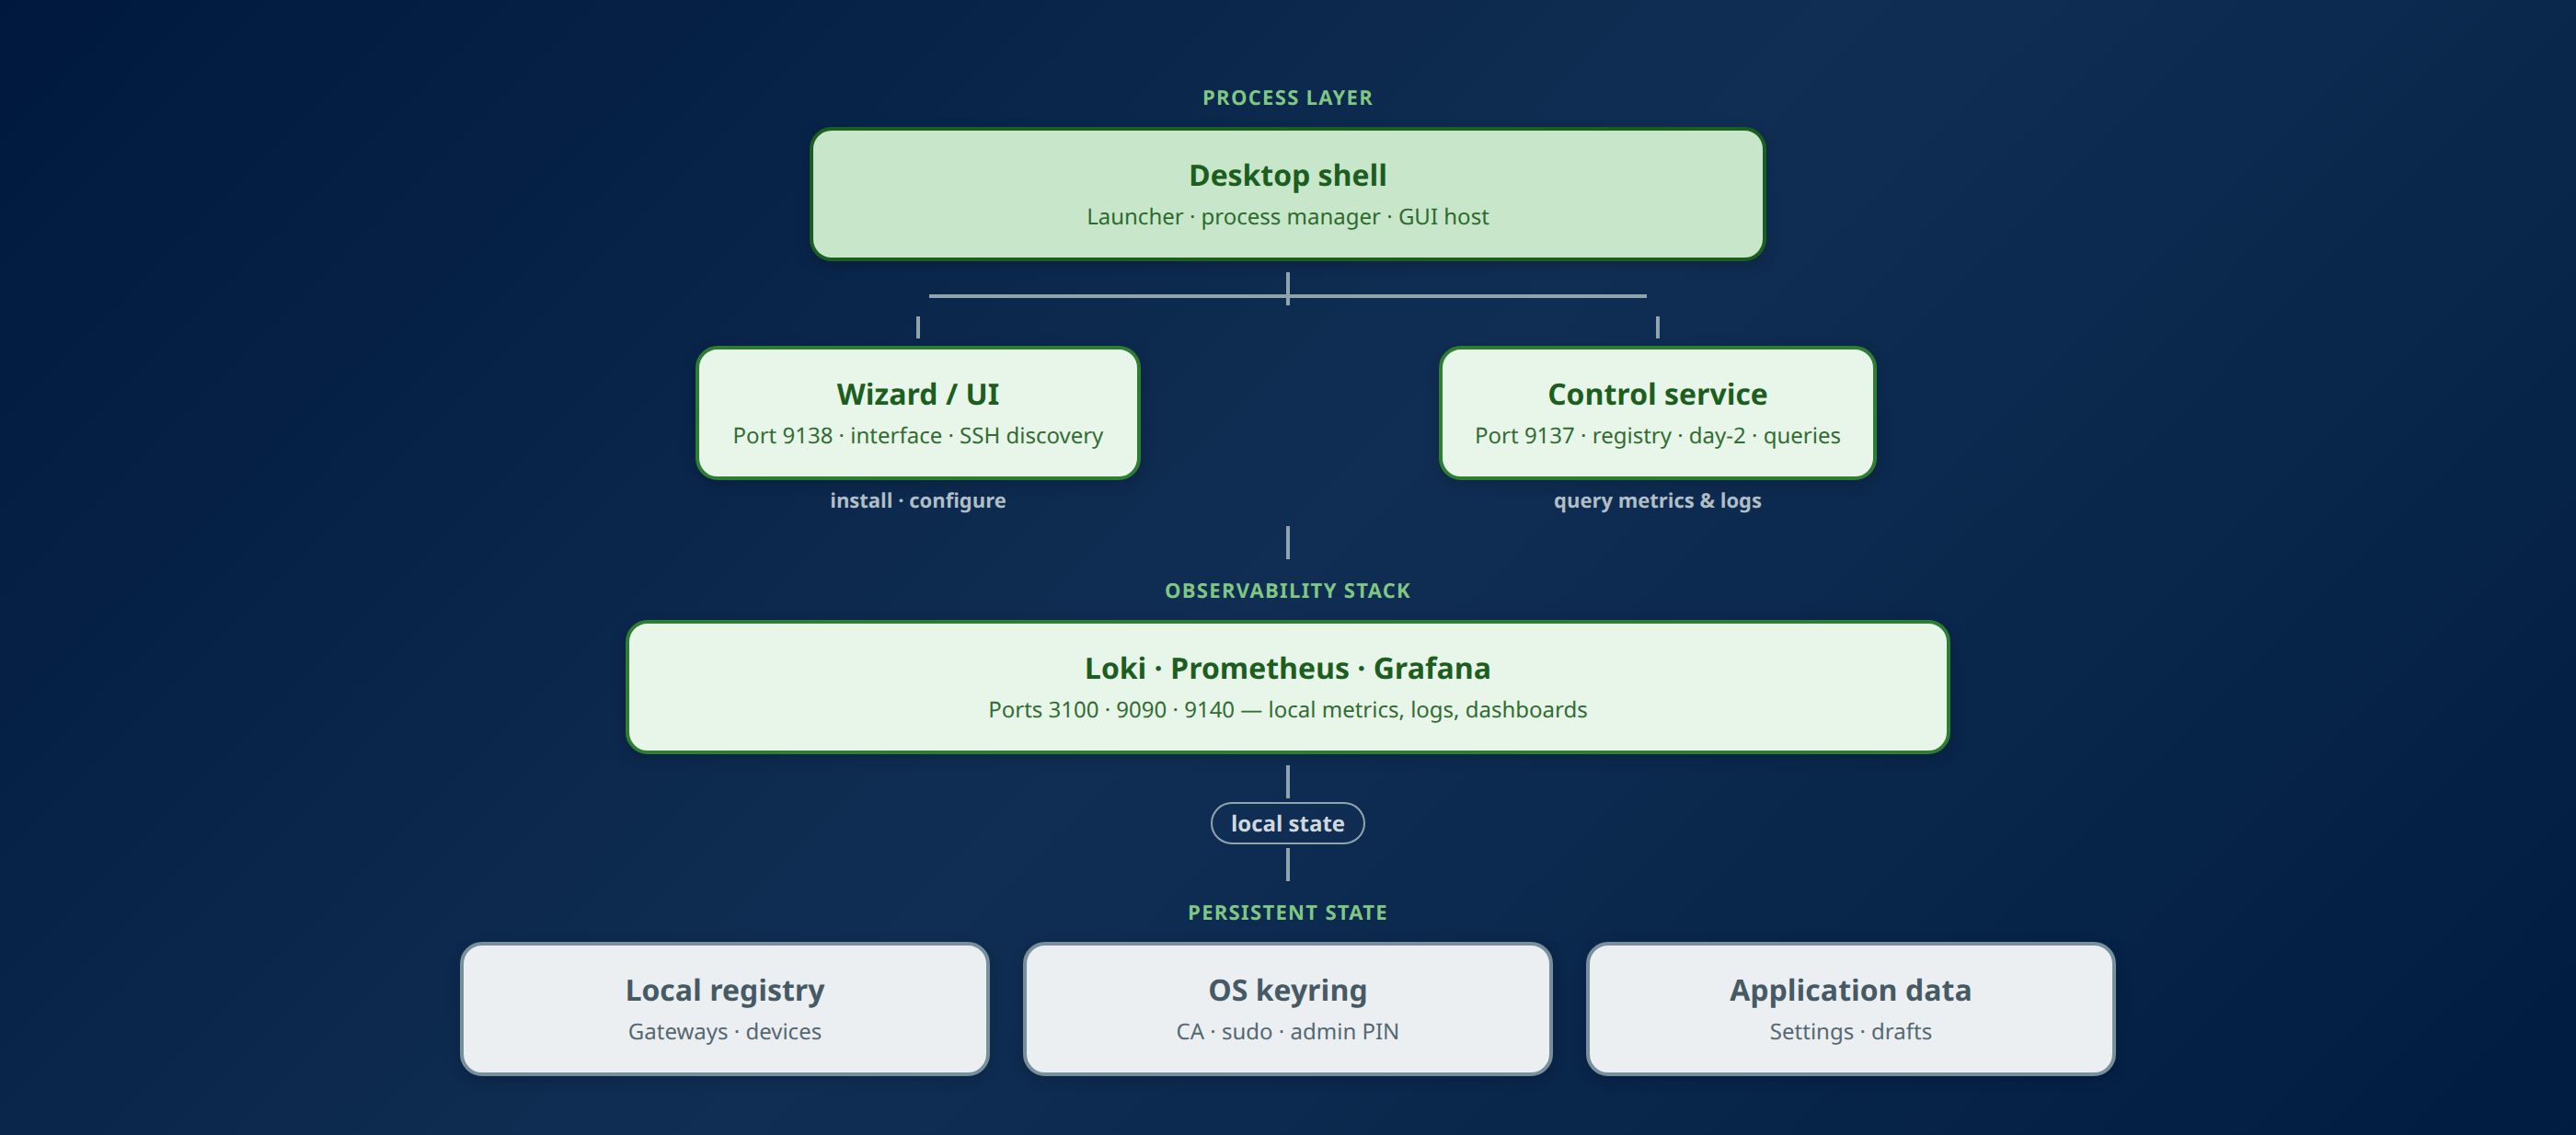 PROCESS LAYER
Desktop shell
Launcher · process manager · GUI host
Wizard / UI
Port 9138 · interface · SSH discovery
install · configure
Control service
Port 9137 · registry · day-2 · queries
query metrics & logs
OBSERVABILITY STACK
Loki · Prometheus · Grafana
Ports 3100 · 9090 · 9140 — local metrics, logs, dashboards
local state
PERSISTENT STATE
Local registry
Gateways · devices
OS keyring
CA · sudo · admin PIN
Application data
Settings · drafts